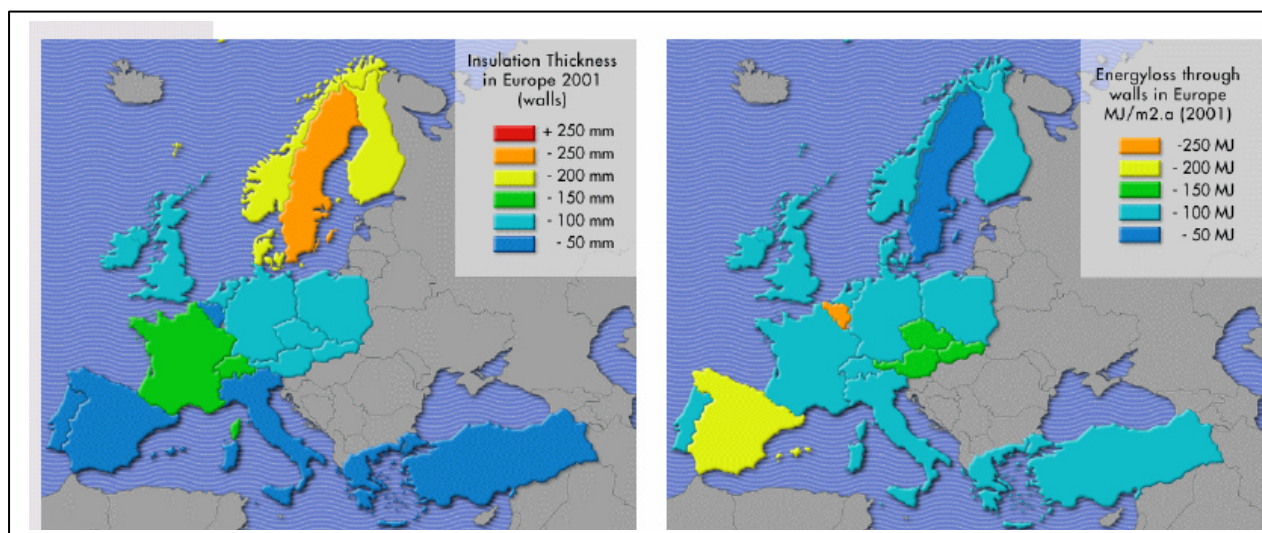 Insulation Thickness
in Europe 2001
(walls)
+ 250 mm
- 250 mm
- 200 mm
- 150 mm
- 100 mm
- 50 mm
Energyloss through
walls in Europe
MJ/m2.a (2001)
-250 MJ
- 200 MJ
- 150 MJ
- 100 MJ
- 50 MJ